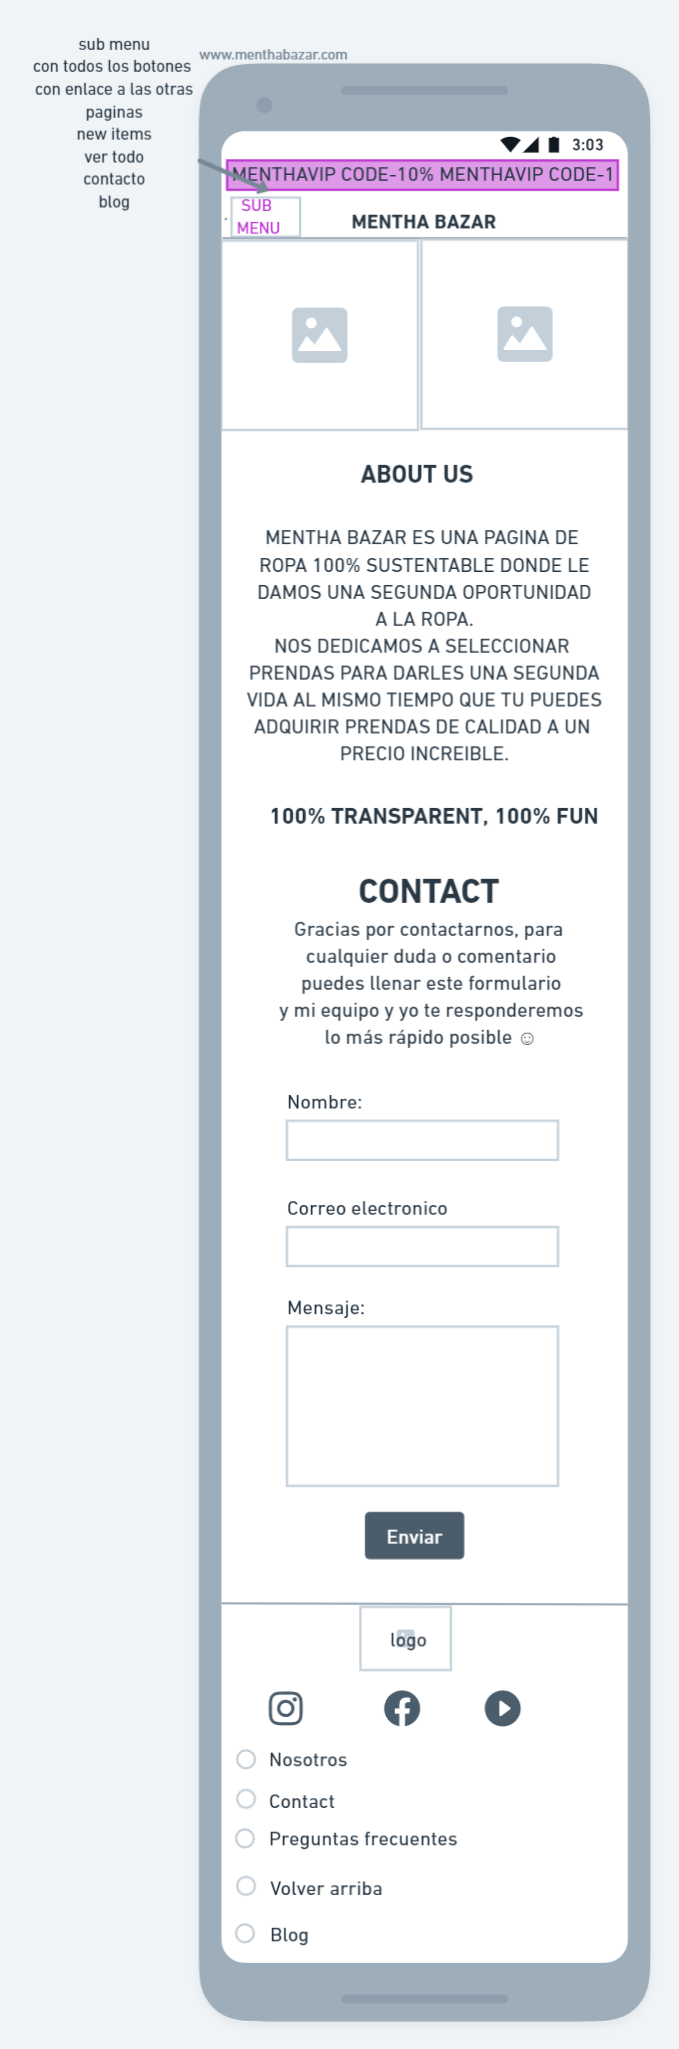 sub menu
con todos los botones
con enlace a las otras
paginas
new items
ver todo
contacto
blog
www.menthabazar.com
3:03
MENTHAVIP CODE-10% MENTHAVIP CODE-1
SUB
MENU
MENTHA BAZAR
ABOUT US
MENTHA BAZAR ES UNA PAGINA DE
ROPA 100% SUSTENTABLE DONDE LE
DAMOS UNA SEGUNDA OPORTUNIDAD
A LA ROPA.
NOS DEDICAMOS A SELECCIONAR
PRENDAS PARA DARLES UNA SEGUNDA
VIDA AL MISMO TIEMPO QUE TU PUEDES
ADQUIRIR PRENDAS DE CALIDAD A UN
PRECIO INCREIBLE.
100% TRANSPARENT, 100% FUN
CONTACT
Gracias por contactarnos, para
cualquier duda o comentario
puedes llenar este formulario
y mi equipo y yo te responderemos
lo más rápido posible ☺
Nombre:
Correo electronico
Mensaje:
Enviar
logo
Nosotros
Contact
Preguntas frecuentes
Volver arriba
Blog